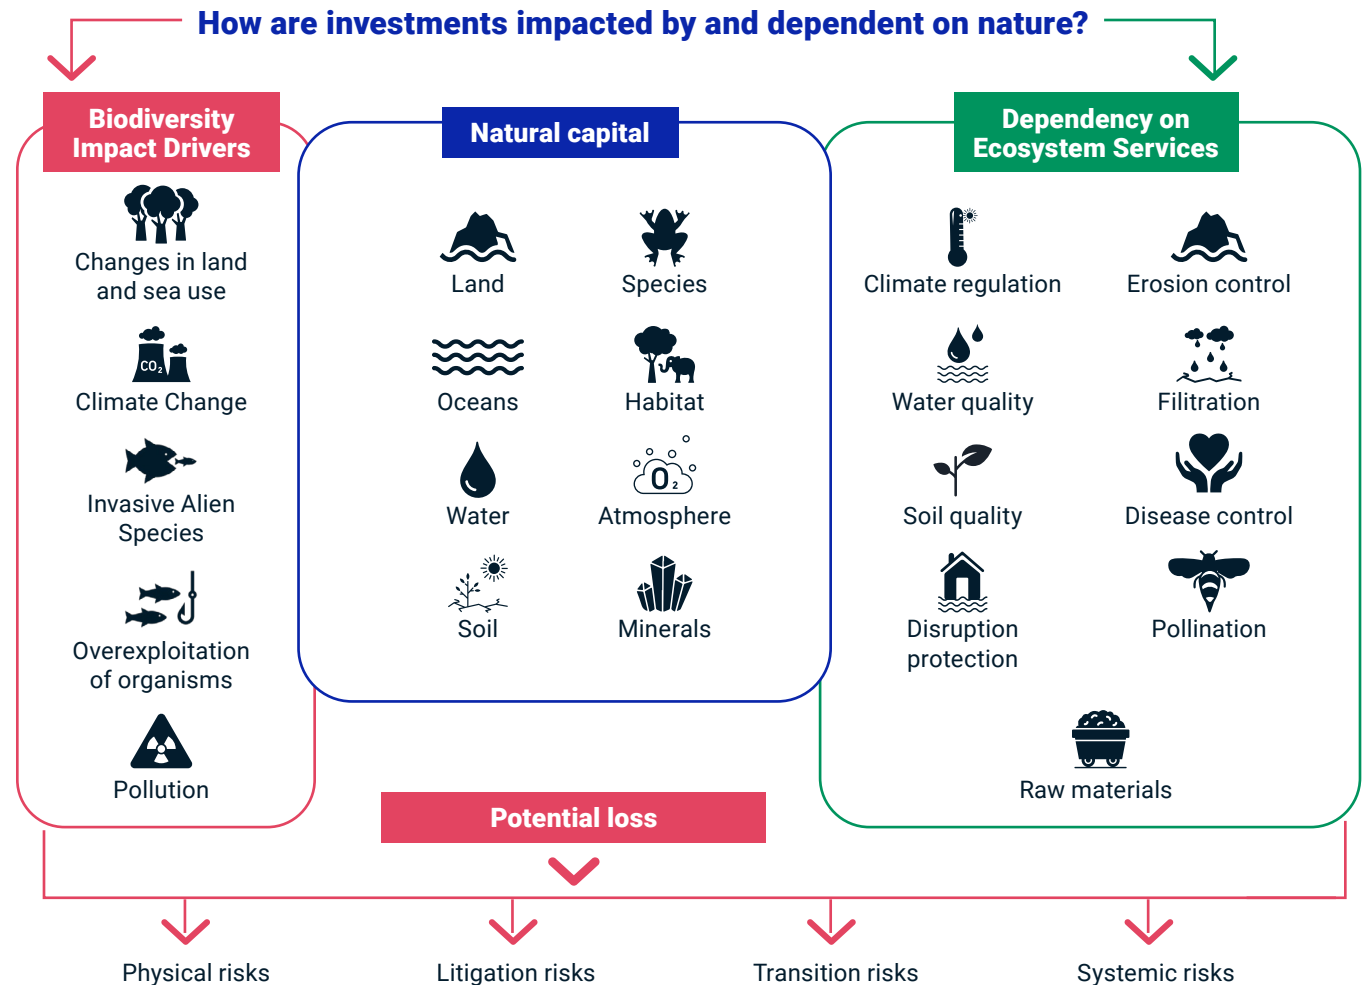 How are investments impacted by and dependent on nature?
Biodiversity
Impact Drivers
Changes in land
and sea use
CO₂
Climate Change
Invasive Alien
Species
Overexploitation
of organisms
Pollution
Natural capital
Land
Species
Oceans
Habitat
Water
O₂
Atmosphere
Soil
Minerals
Dependency on
Ecosystem Services
Climate regulation
Erosion control
Water quality
Filitration
Soil quality
Disease control
Disruption
protection
Pollination
Raw materials
Potential loss
Physical risks
Litigation risks
Transition risks
Systemic risks